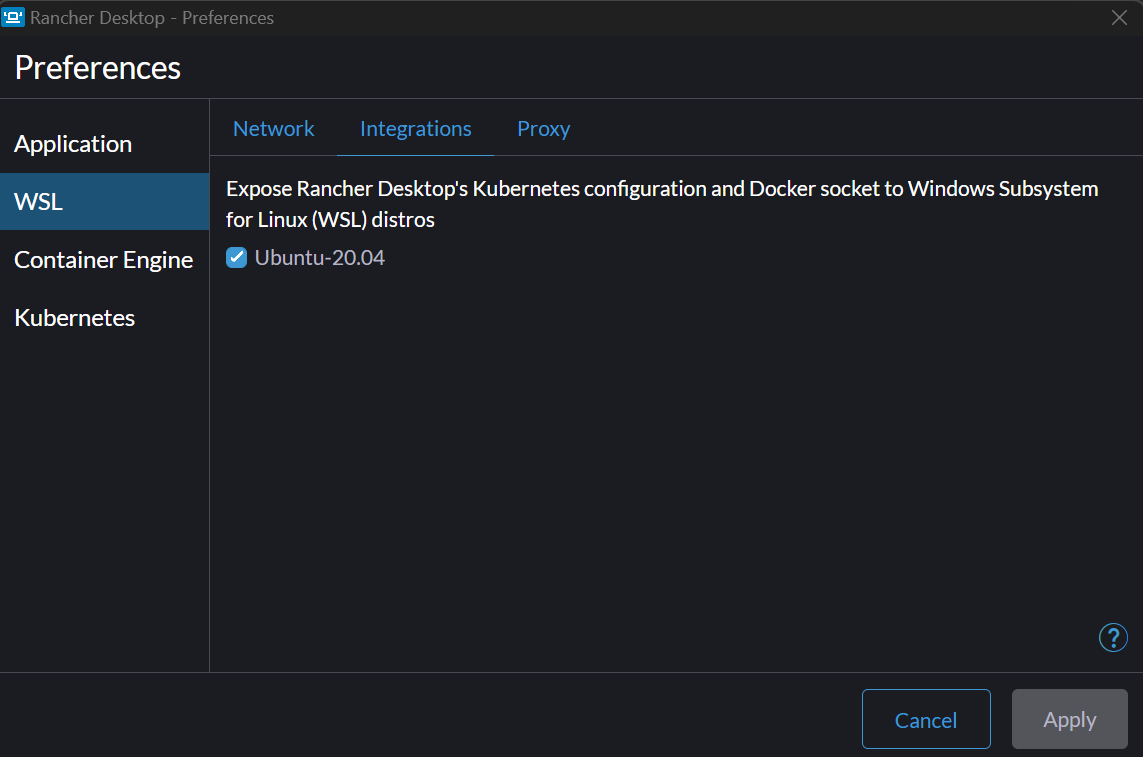 Rancher Desktop - Preferences
Preferences
Application
WSL
Container Engine
Kubernetes
Network Integrations Proxy
Expose Rancher Desktop's Kubernetes configuration and Docker socket to Windows Subsystem
for Linux (WSL) distros
Ubuntu-20.04
?
Cancel Apply